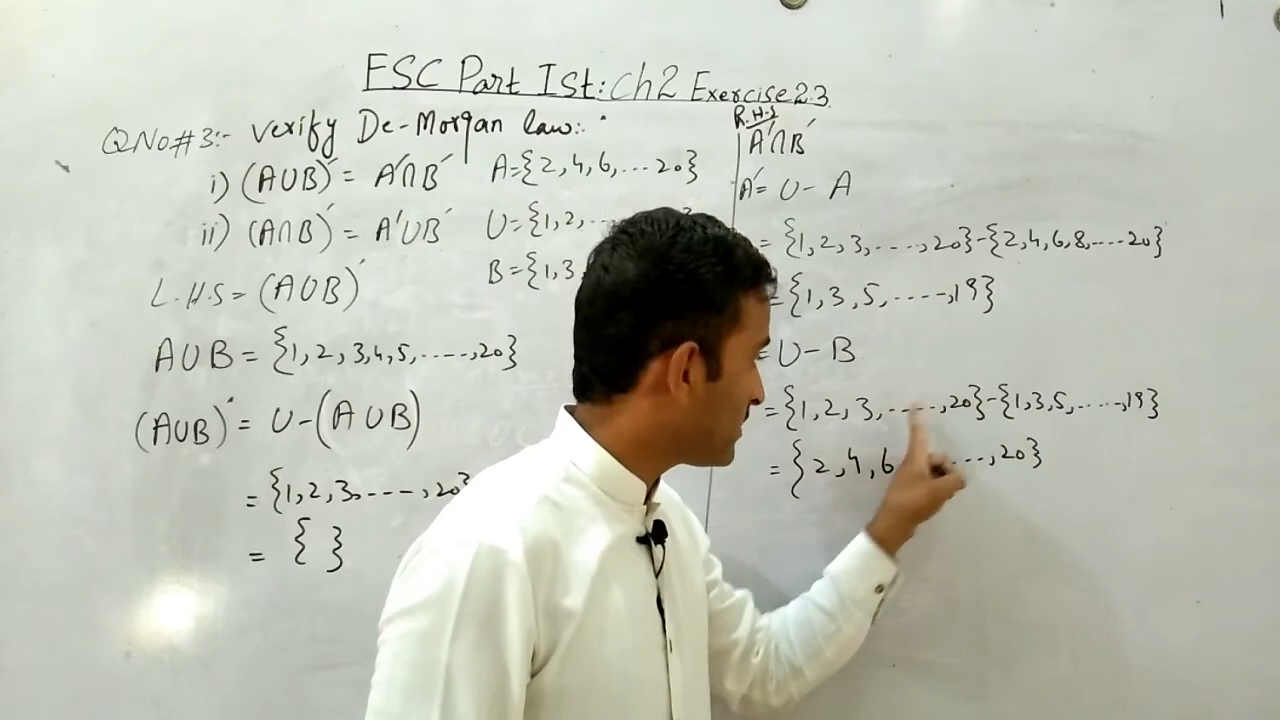 FSC Part Ist: Ch2 Exercise 2.3
Q No#3:- Verify De-Morgan law:-
i) (A∪B)′ = A′∩B′
A={2,4,6,...20}
ii) (A∩B)′ = A′∪B′
U={1,2,...
B={1,3
L.H.S = (A∪B)′
A∪B = {1,2,3,4,5,......,20}
(A∪B)′ = U-(A∪B)
= {1,2,3,....,20}
= { }
R.H.S
A′∩B′
A′= U- A
= {1,2,3,.....,20}-{2,4,6,8,....20}
= {1,3,5,.....,19}
= U-B
= {1,2,3,.....,20}-{1,3,5,.....,19}
= {2,4,6 ...,20}